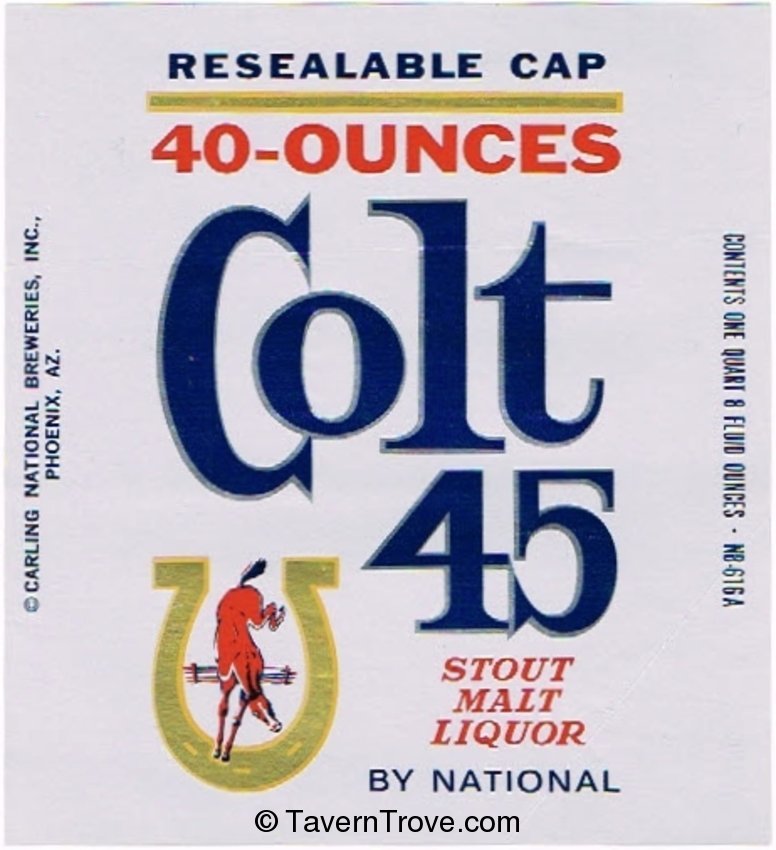 RESEALABLE CAP
40-OUNCES
Colt
45
STOUT
MALT
LIQUOR
BY NATIONAL
© CARLING NATIONAL BREWERIES, INC.,
PHOENIX, AZ.
CONTENTS ONE QUART 8 FLUID OUNCES • NB-616A
© TavernTrove.com